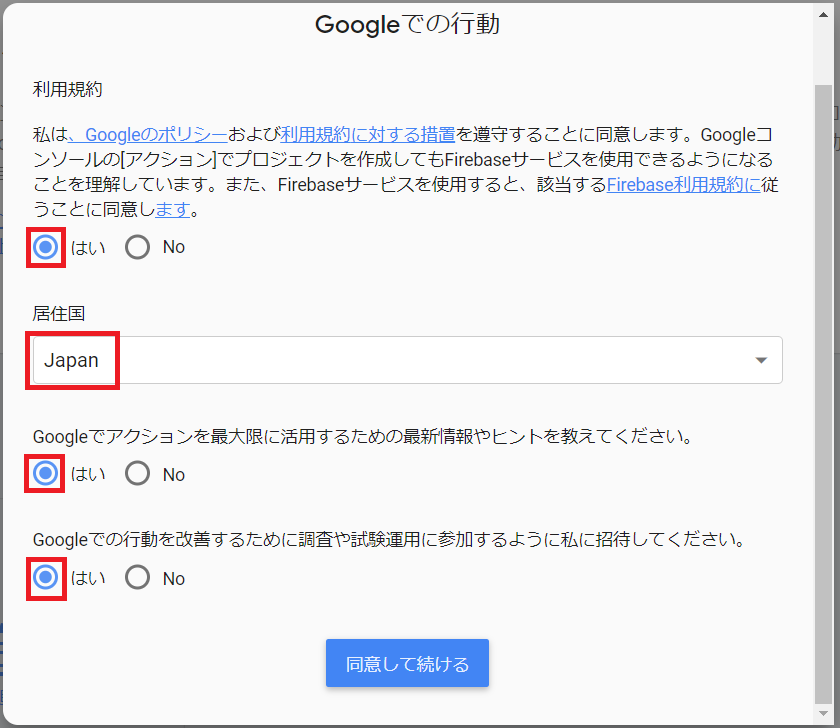 Googleでの行動
利用規約
私は、Googleのポリシーおよび利用規約に対する措置を遵守することに同意します。Googleコ
ンソールの[アクション]でプロジェクトを作成してもFirebaseサービスを使用できるようになる
ことを理解しています。また、Firebaseサービスを使用すると、該当するFirebase利用規約に従
うことに同意します。
はい No
居住国
Japan
Googleでアクションを最大限に活用するための最新情報やヒントを教えてください。
はい No
Googleでの行動を改善するために調査や試験運用に参加するように私に招待してください。
はい No
同意して続ける